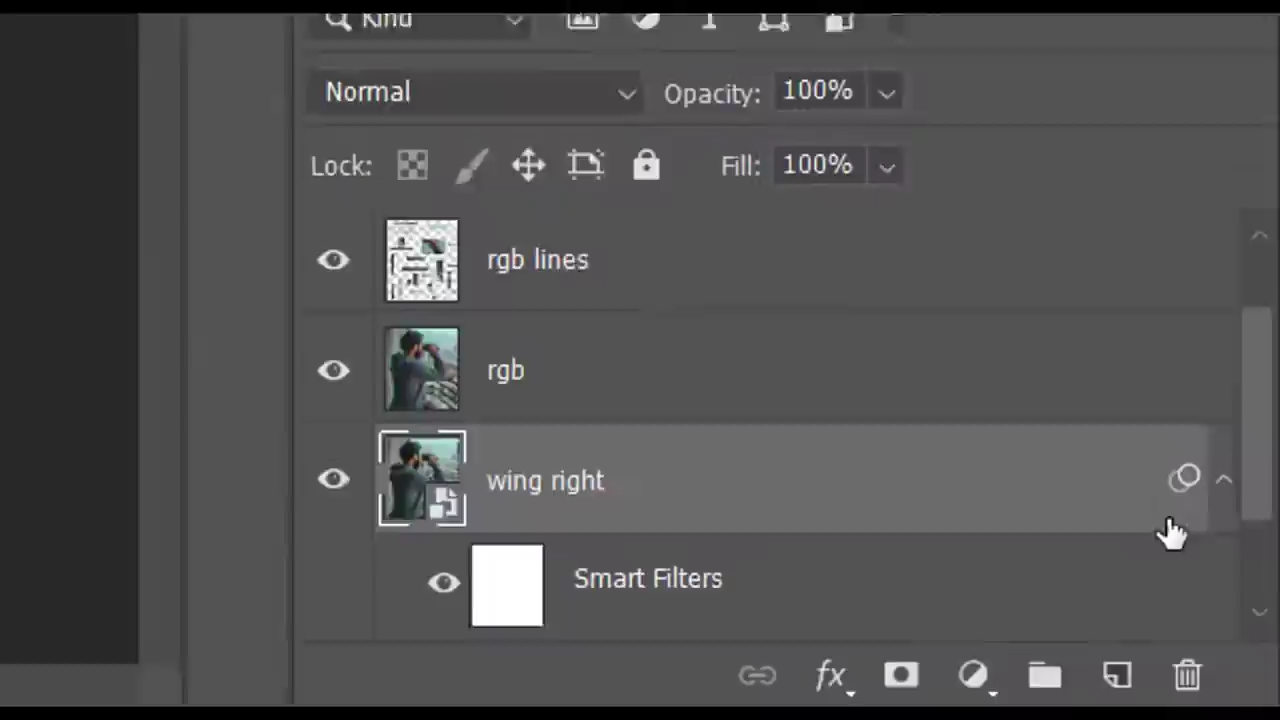 Kind
Normal Opacity: 100%
Lock: Fill: 100%
rgb lines
rgb
wing right
Smart Filters
fx